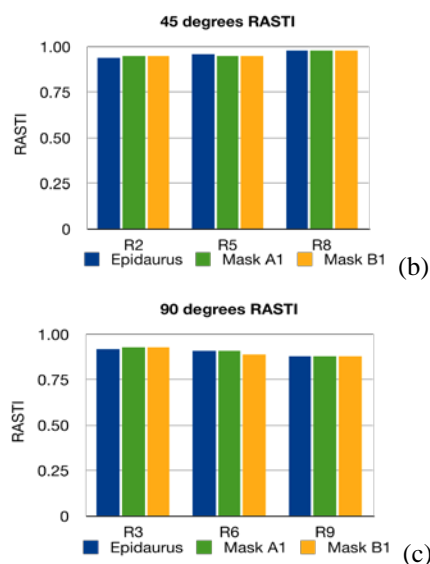 45 degrees RASTI
1.00
0.75
0.50
0.25
0
RASTI
R2 R5 R8
Epidaurus Mask A1 Mask B1
(b)
90 degrees RASTI
1.00
0.75
0.50
0.25
0
RASTI
R3 R6 R9
Epidaurus Mask A1 Mask B1
(c)